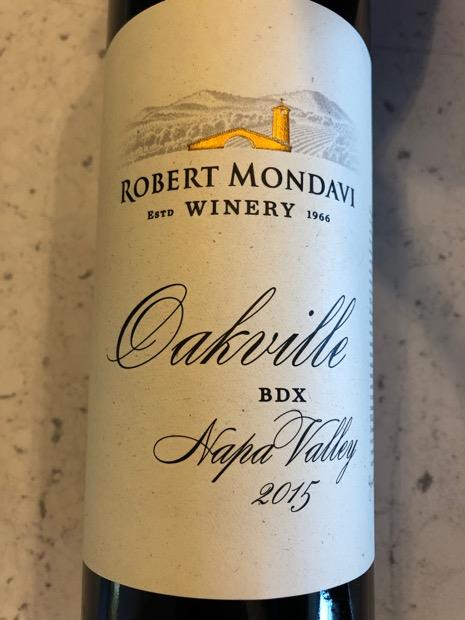 ROBERT MONDAVI
ESTD WINERY 1966
Oakville
BDX
Napa Valley
2015